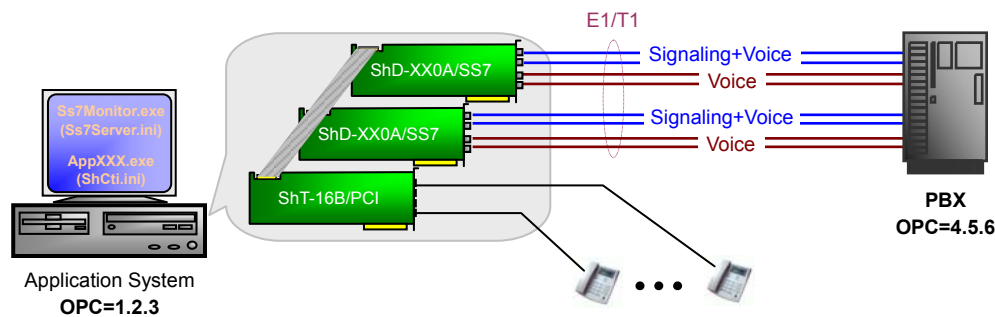 E1/T1
Signaling+Voice
ShD-XX0A/SS7
Voice
Ss7Monitor.exe
(Ss7Server.ini)
Signaling+Voice
ShD-XX0A/SS7
Voice
AppXXX.exe
(ShCti.ini)
ShT-16B/PCI
PBX
OPC=4.5.6
Application System
OPC=1.2.3